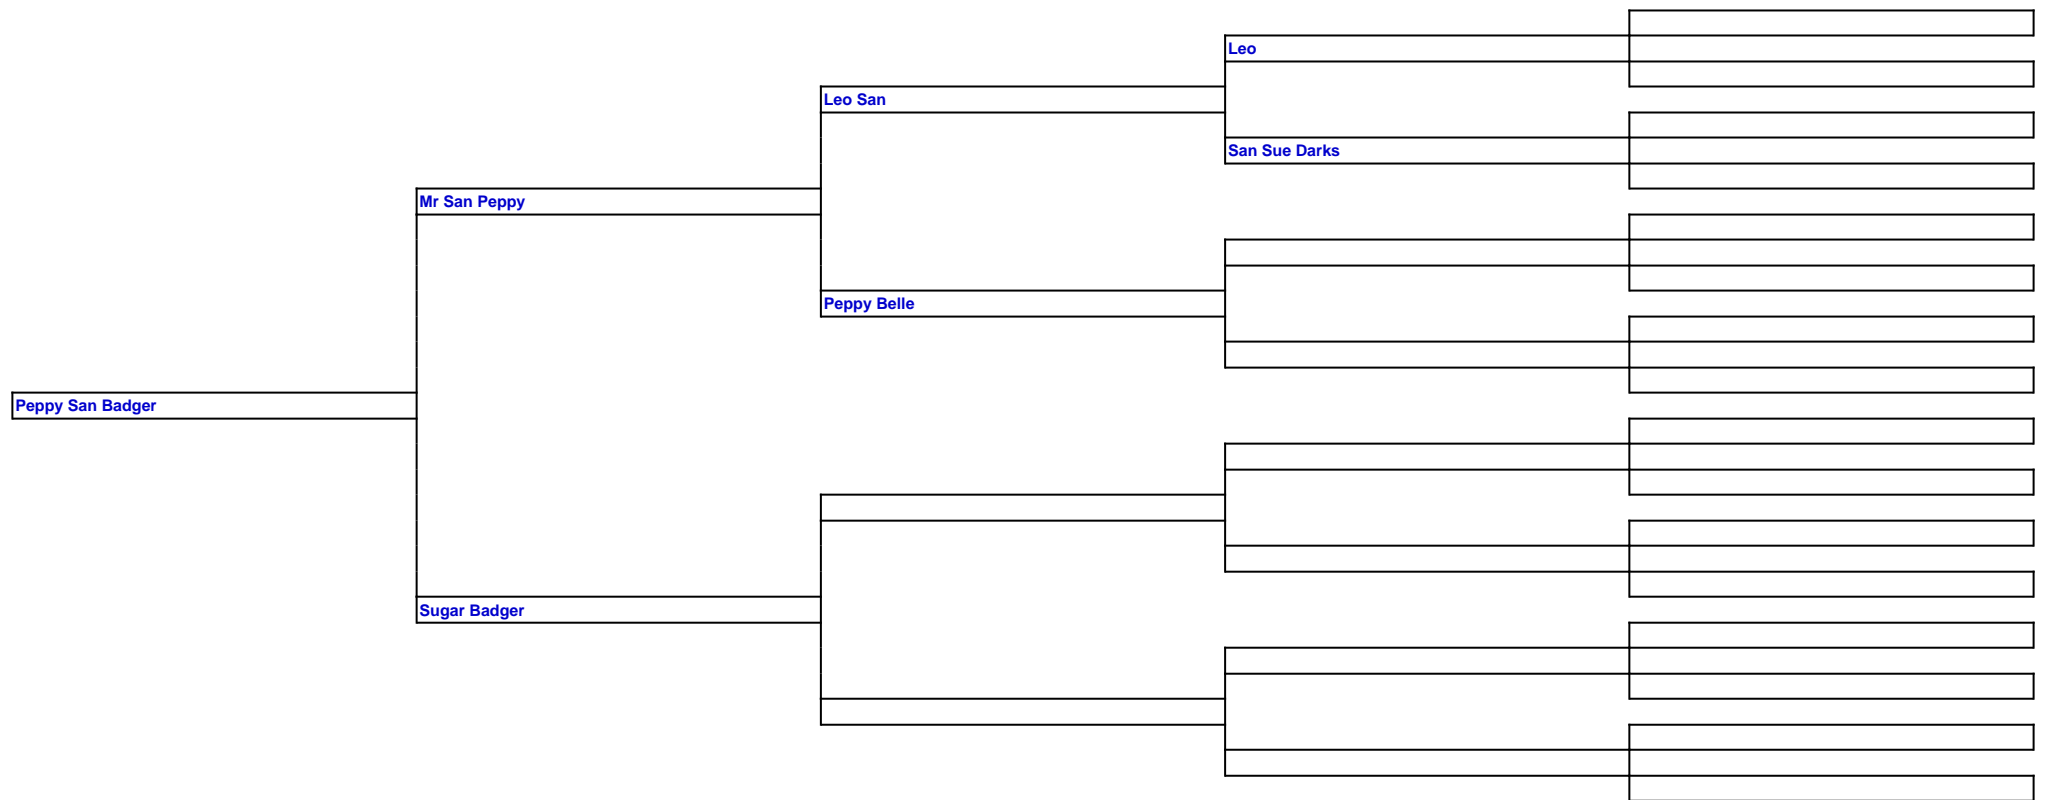 Leo
Leo San
San Sue Darks
Mr San Peppy
Peppy Belle
Peppy San Badger
Sugar Badger